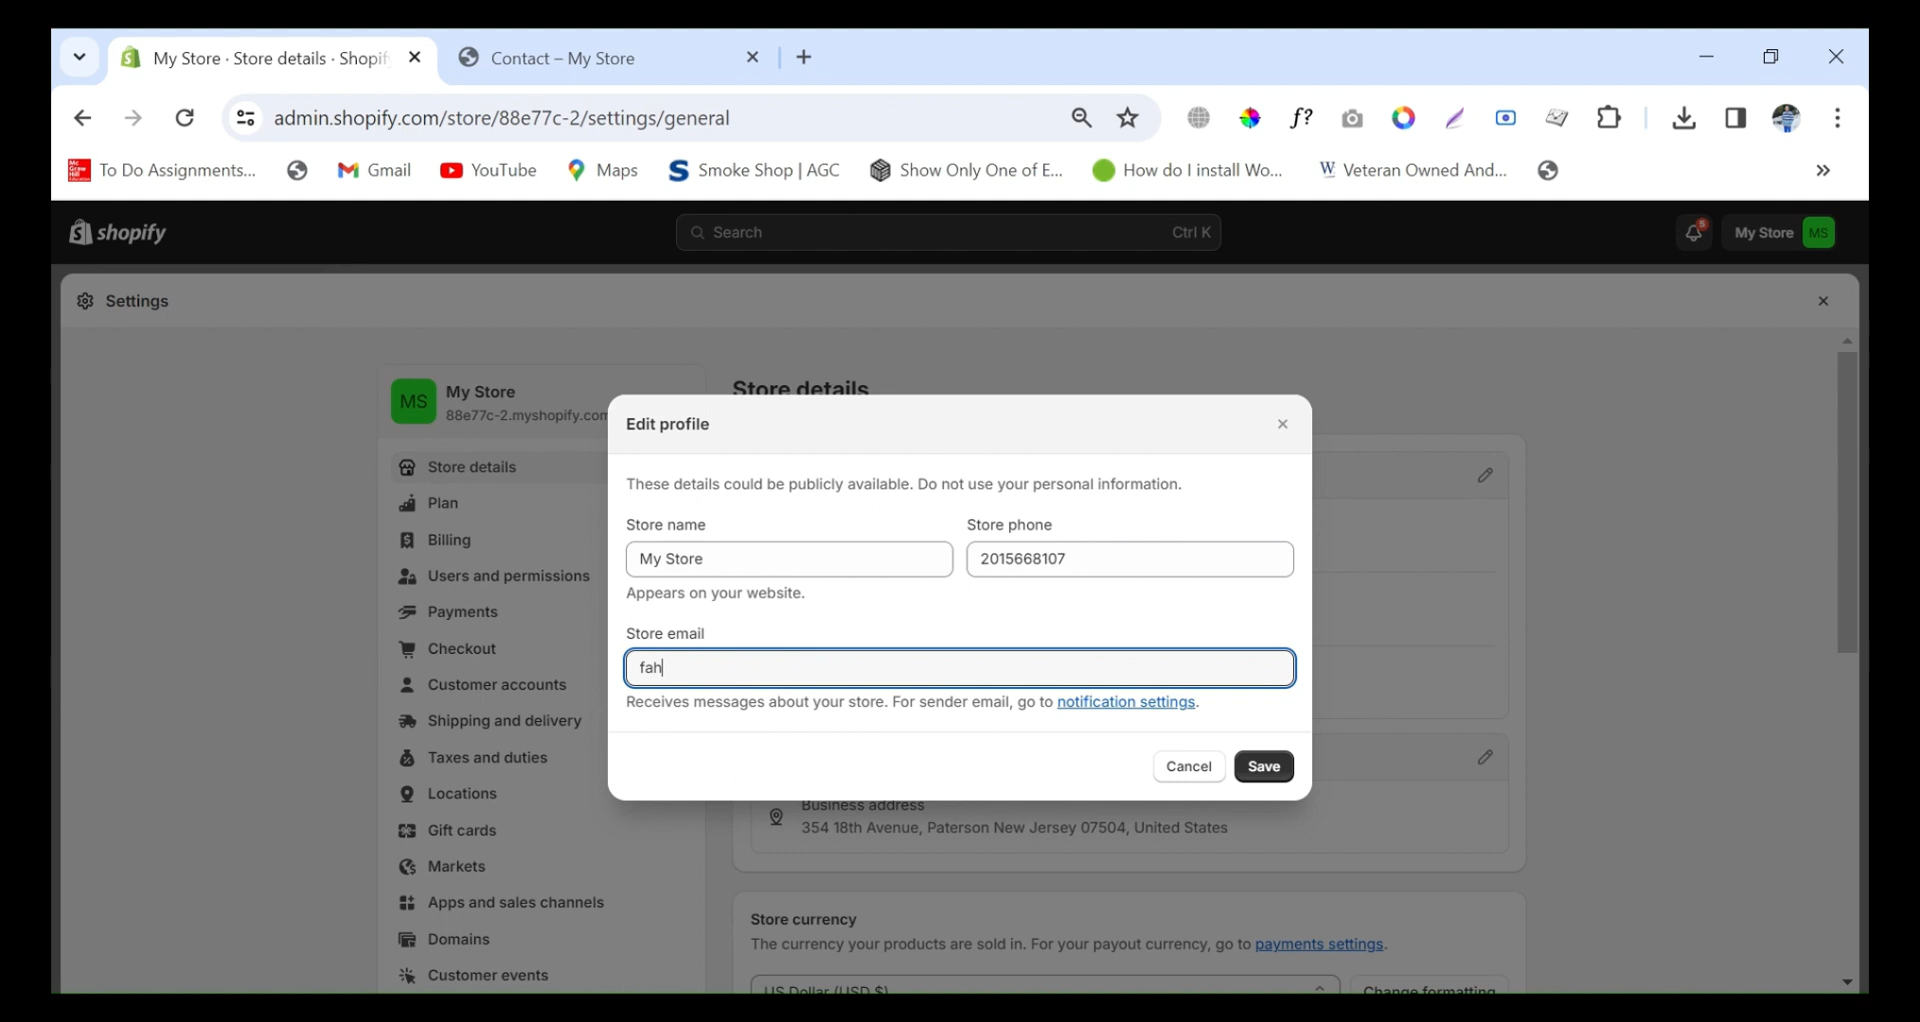 My Store · Store details · Shopif
Contact – My Store
admin.shopify.com/store/88e77c-2/settings/general
f?
To Do Assignments...
Gmail
YouTube
Maps
Smoke Shop | AGC
Show Only One of E...
How do I install Wo...
Veteran Owned And...
shopify
Search
Ctrl K
5
My Store
MS
Settings
MS
My Store
88e77c-2.myshopify.com
Store details
Plan
Billing
Users and permissions
Payments
Checkout
Customer accounts
Shipping and delivery
Taxes and duties
Locations
Gift cards
Markets
Apps and sales channels
Domains
Customer events
Store details
Edit profile
These details could be publicly available. Do not use your personal information.
Store name
Store phone
My Store
2015668107
Appears on your website.
Store email
fah
Receives messages about your store. For sender email, go to notification settings.
Cancel
Save
Business address
354 18th Avenue, Paterson New Jersey 07504, United States
Store currency
The currency your products are sold in. For your payout currency, go to payments settings.
US Dollar (USD $)
Change formatting